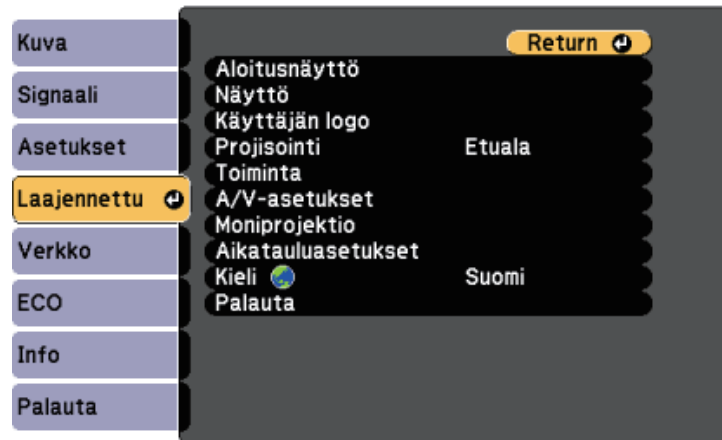 Kuva
Signaali
Asetukset
Laajennettu
Verkko
ECO
Info
Palauta
Return
Aloitusnäyttö
Näyttö
Käyttäjän logo
Projisointi Etuala
Toiminta
A/V-asetukset
Moniprojektio
Aikatauluasetukset
Kieli Suomi
Palauta